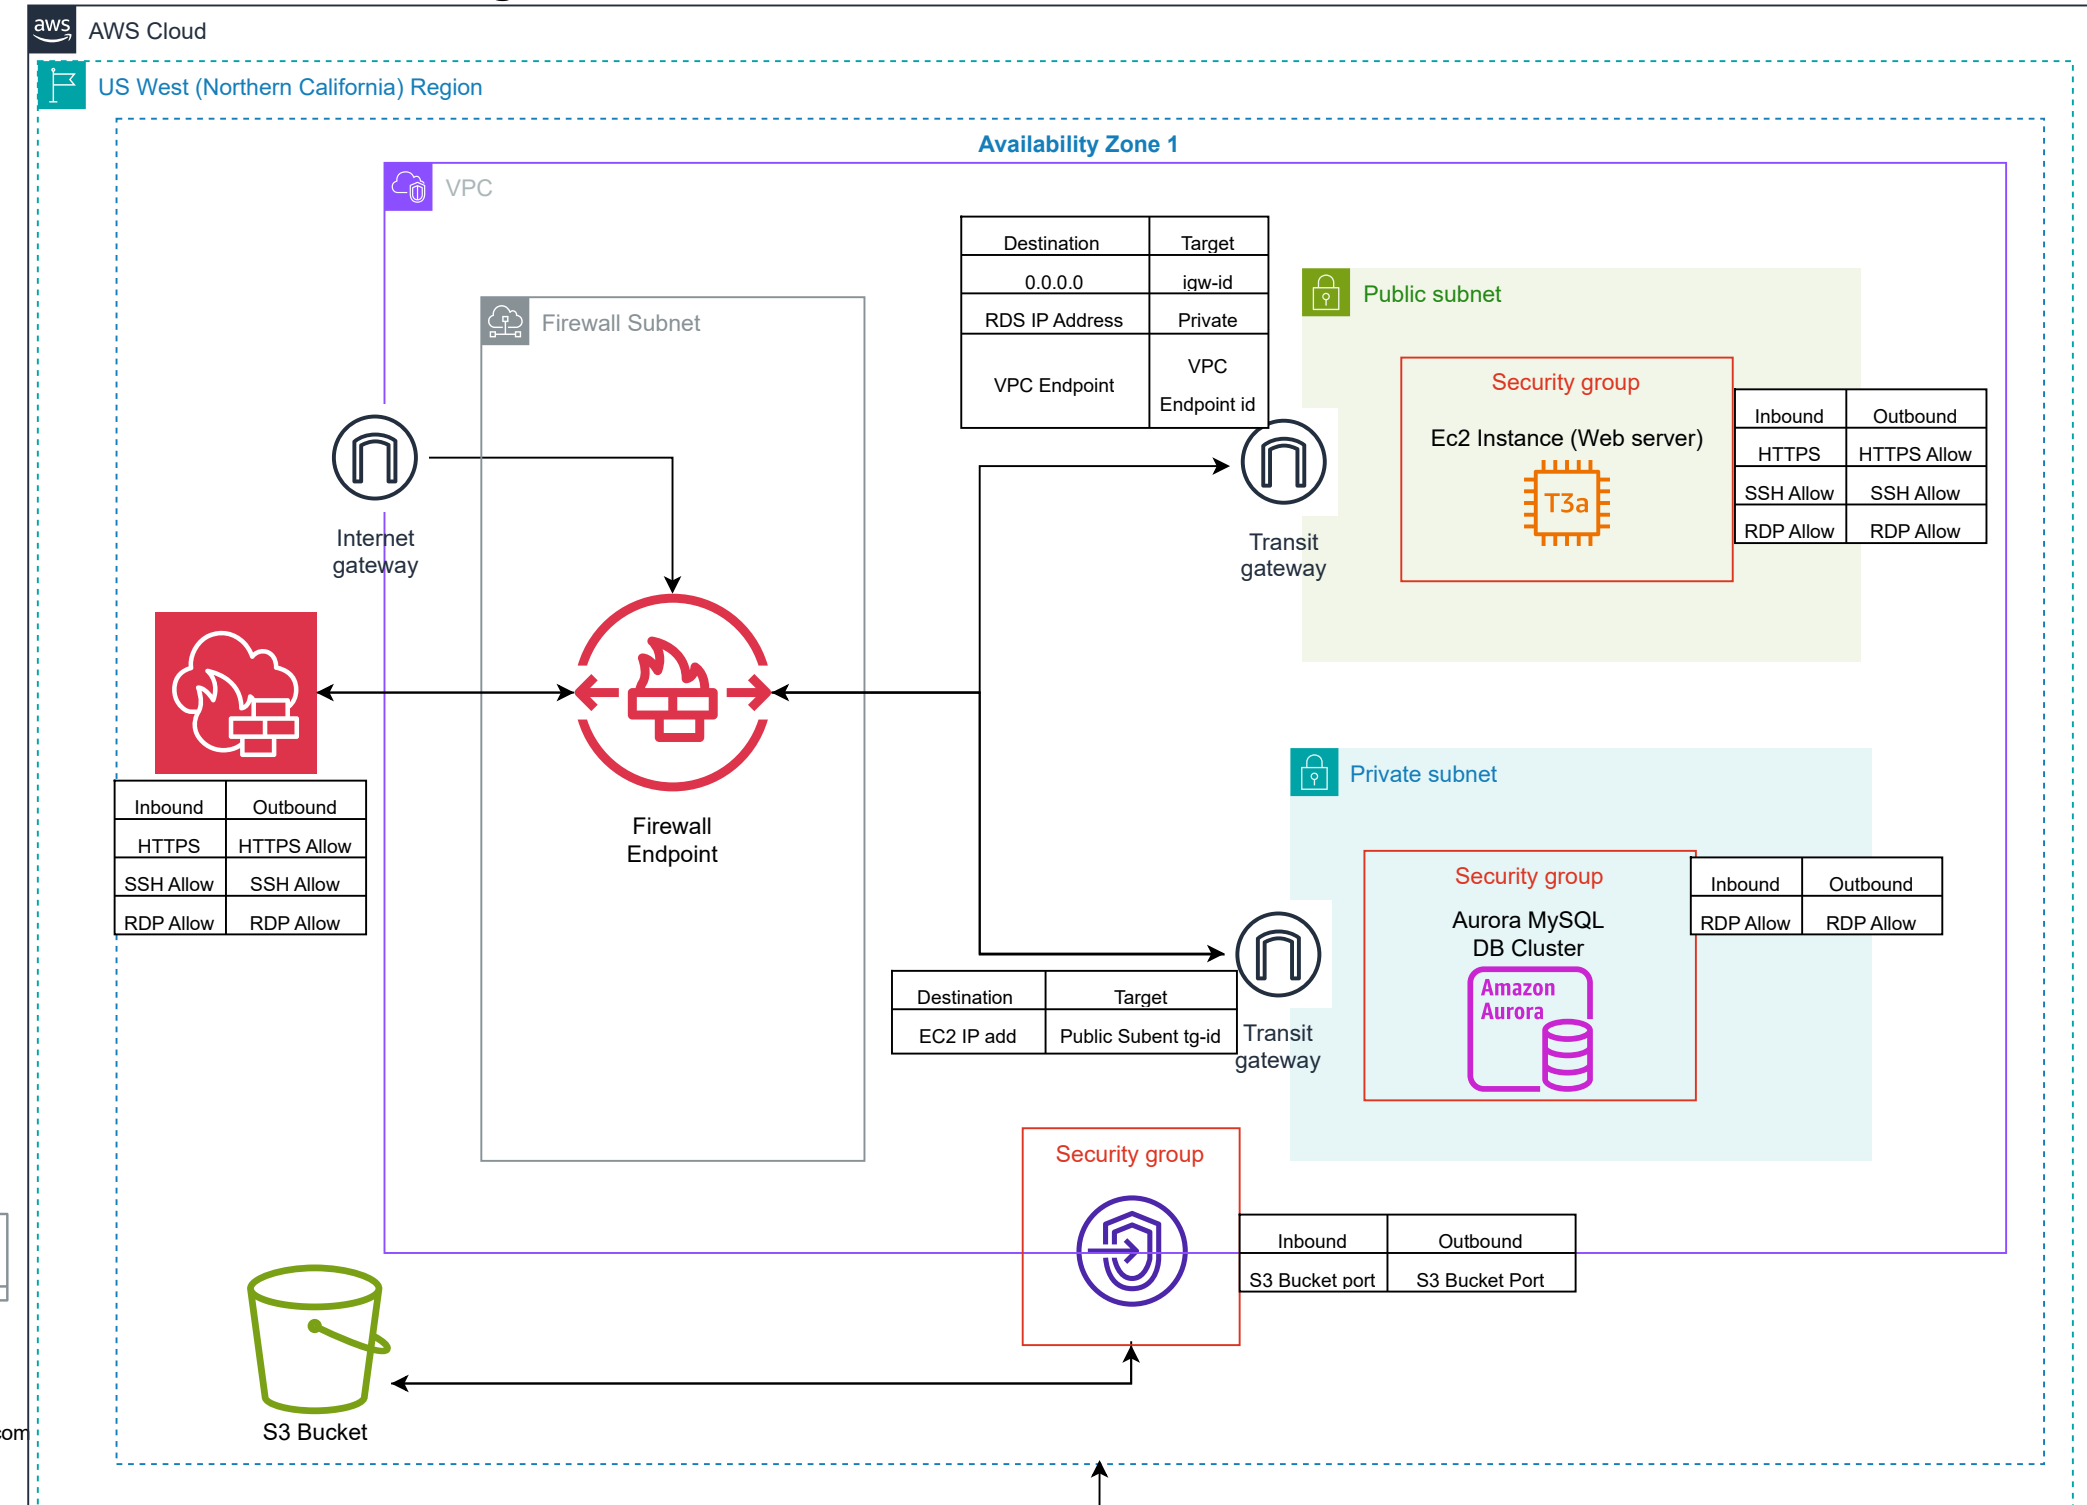 aws
AWS Cloud
US West (Northern California) Region
Availability Zone 1
VPC
Destination Target
0.0.0.0 igw-id
RDS IP Address Private
VPC Endpoint VPC
Endpoint id
Firewall Subnet
Public subnet
Security group
Ec2 Instance (Web server)
T3a
Inbound Outbound
HTTPS HTTPS Allow
SSH Allow SSH Allow
RDP Allow RDP Allow
Internet
gateway
Transit
gateway
Inbound Outbound
HTTPS HTTPS Allow
SSH Allow SSH Allow
RDP Allow RDP Allow
Firewall
Endpoint
Private subnet
Security group
Aurora MySQL
DB Cluster
Amazon
Aurora
Inbound Outbound
RDP Allow RDP Allow
Destination Target
EC2 IP add Public Subent tg-id
Transit
gateway
Security group
Inbound Outbound
S3 Bucket port S3 Bucket Port
S3 Bucket
com